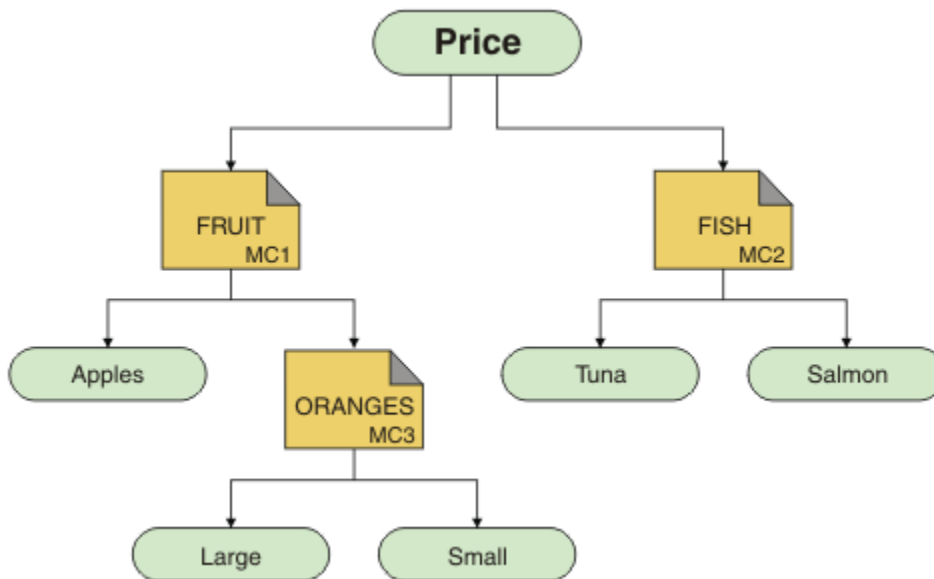 Price
FRUIT
MC1
FISH
MC2
Apples
ORANGES
MC3
Tuna
Salmon
Large
Small